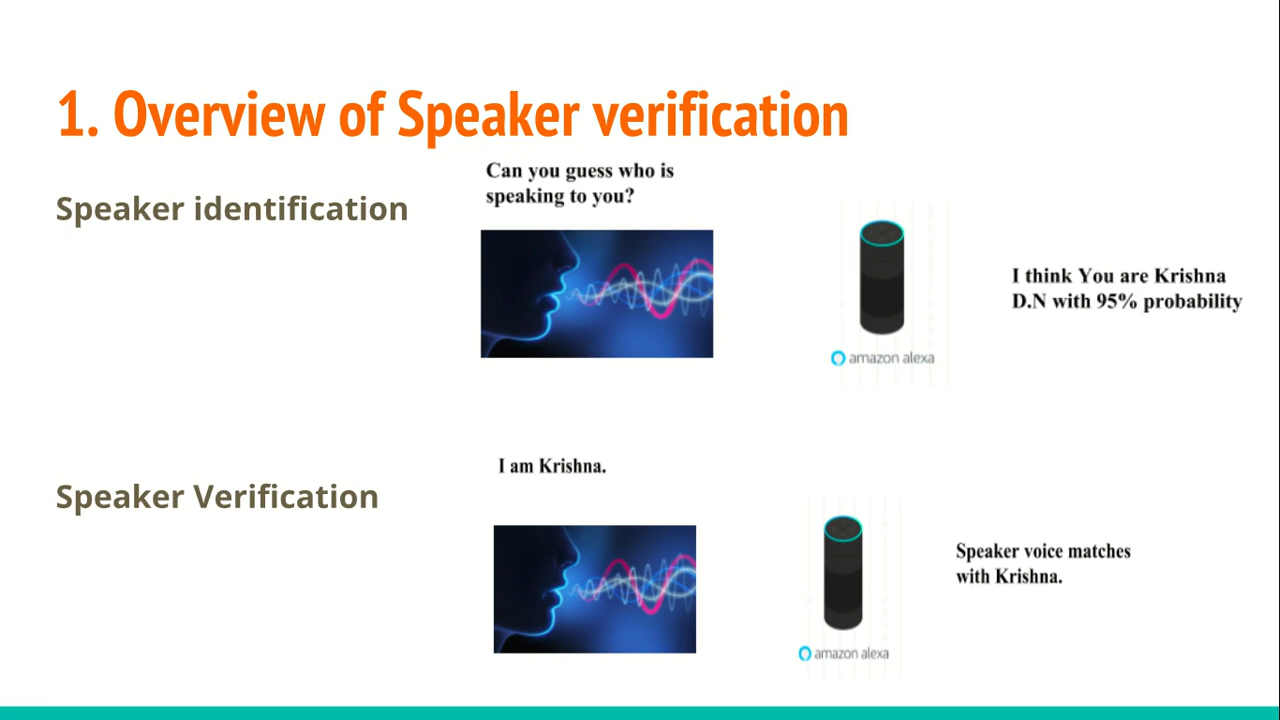 1. Overview of Speaker verification
Can you guess who is
speaking to you?
Speaker identification
I think You are Krishna
D.N with 95% probability
amazon alexa
I am Krishna.
Speaker Verification
Speaker voice matches
with Krishna.
amazon alexa